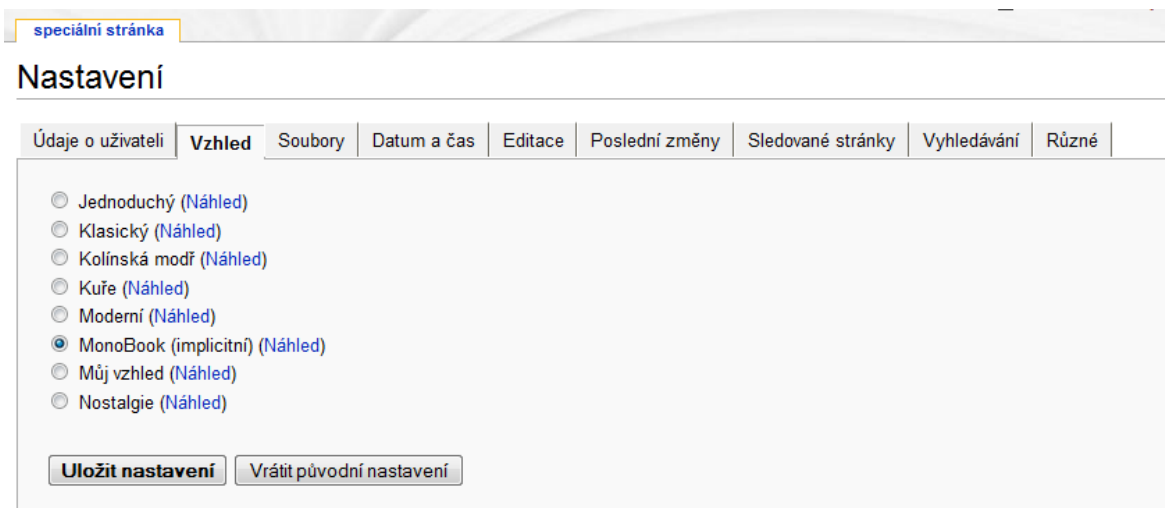 speciální stránka
Nastavení
Údaje o uživateli Vzhled Soubory Datum a čas Editace Poslední změny Sledované stránky Vyhledávání Různé
Jednoduchý (Náhled)
Klasický (Náhled)
Kolínská modř (Náhled)
Kuře (Náhled)
Moderní (Náhled)
MonoBook (implicitní) (Náhled)
Můj vzhled (Náhled)
Nostalgie (Náhled)
Uložit nastavení Vrátit původní nastavení